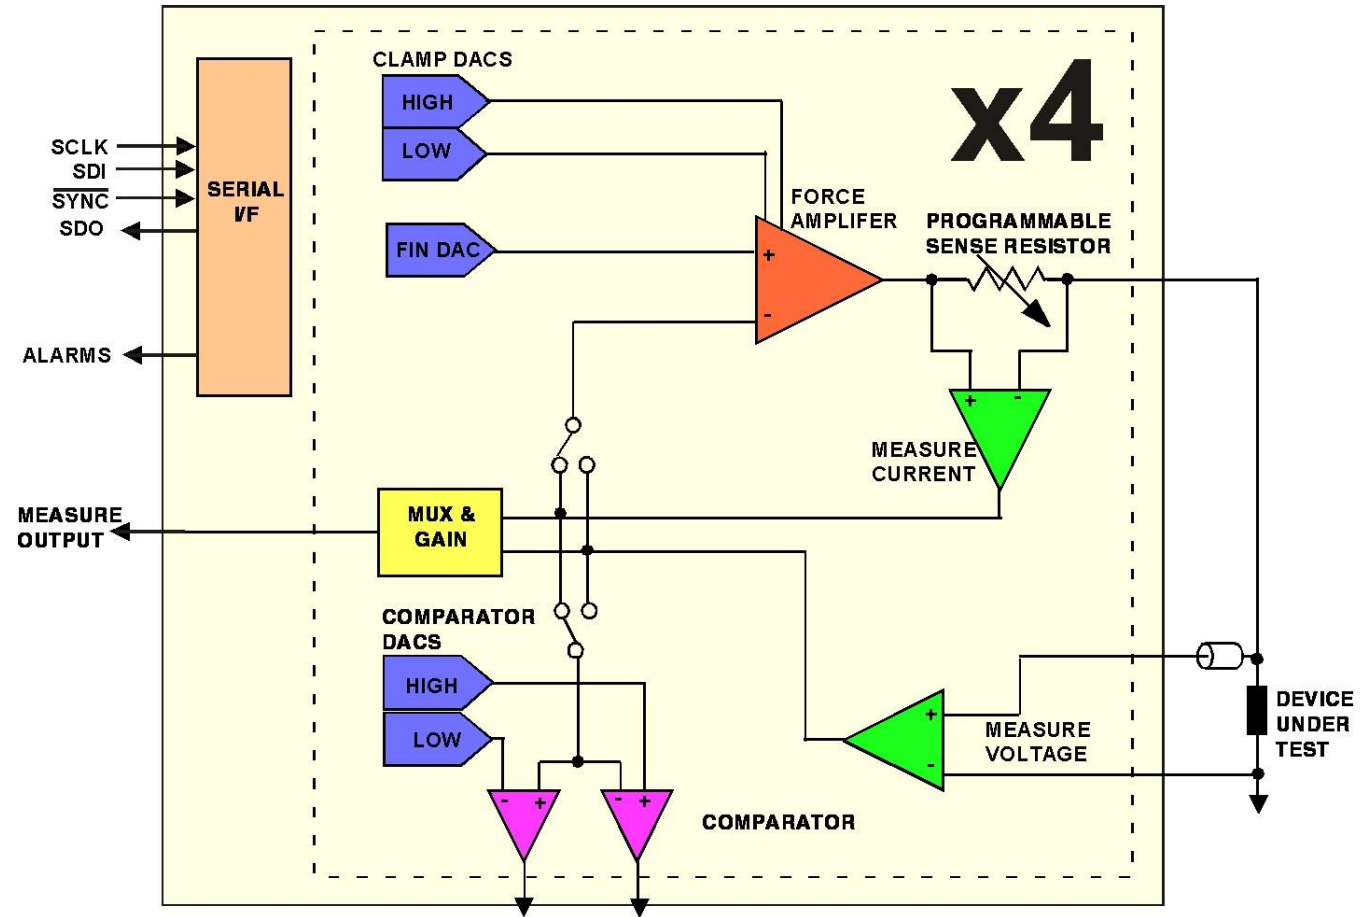 CLAMP DACS
HIGH
LOW
x4
SCLK
SDI
SYNC
SDO
SERIAL
I/F
FORCE
AMPLIFER
PROGRAMMABLE
SENSE RESISTOR
FIN DAC
+
-
ALARMS
+ -
MEASURE
CURRENT
MEASURE
OUTPUT
MUX &
GAIN
COMPARATOR
DACS
HIGH
LOW
+
-
MEASURE
VOLTAGE
DEVICE
UNDER
TEST
- +
- +
COMPARATOR